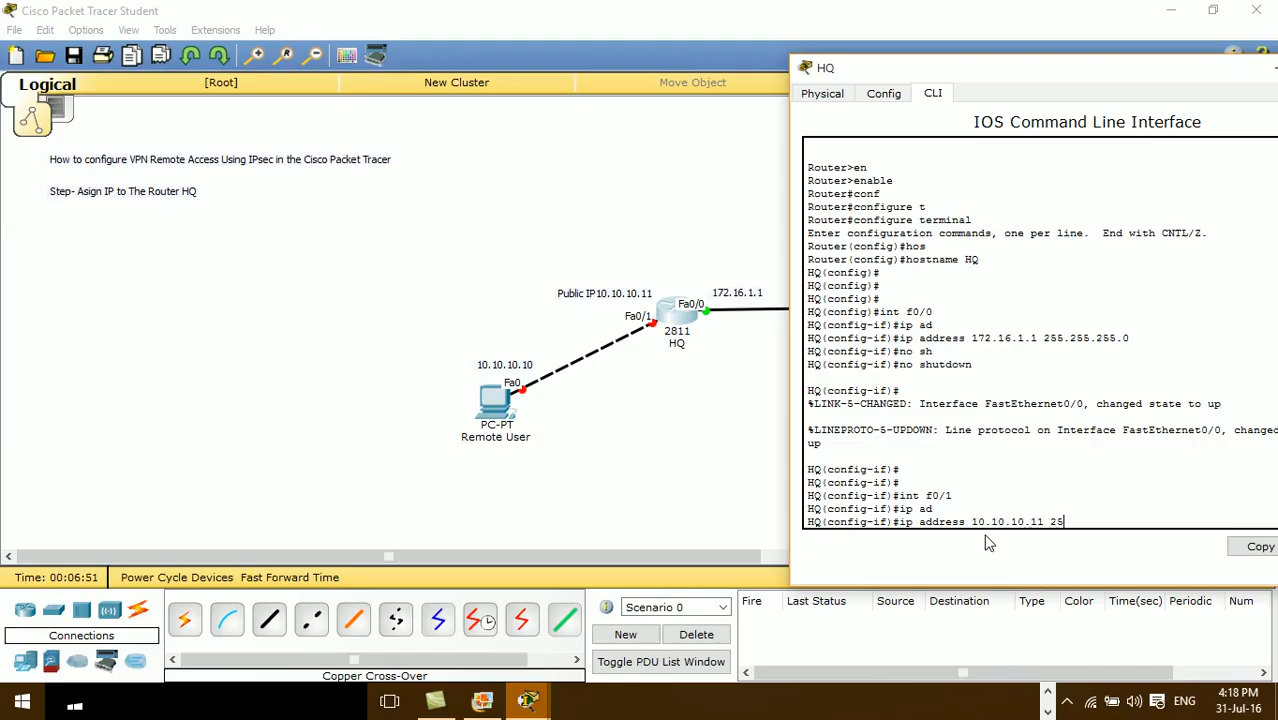 Cisco Packet Tracer Student
File Edit Options View Tools Extensions Help
Logical [Root] New Cluster Move Object
How to configure VPN Remote Access Using IPsec in the Cisco Packet Tracer
Step- Asign IP to The Router HQ
Public IP10.10.10.11
172.16.1.1
Fa0/0
Fa0/1
2811
HQ
10.10.10.10
Fa0
PC-PT
Remote User
HQ
Physical Config CLI
IOS Command Line Interface
Router>en
Router>enable
Router#conf
Router#configure t
Router#configure terminal
Enter configuration commands, one per line.  End with CNTL/Z.
Router(config)#hos
Router(config)#hostname HQ
HQ(config)#
HQ(config)#
HQ(config)#
HQ(config)#int f0/0
HQ(config-if)#ip ad
HQ(config-if)#ip address 172.16.1.1 255.255.255.0
HQ(config-if)#no sh
HQ(config-if)#no shutdown
HQ(config-if)#
%LINK-5-CHANGED: Interface FastEthernet0/0, changed state to up
%LINEPROTO-5-UPDOWN: Line protocol on Interface FastEthernet0/0, changed
up
HQ(config-if)#
HQ(config-if)#
HQ(config-if)#int f0/1
HQ(config-if)#ip ad
HQ(config-if)#ip address 10.10.10.11 25
Copy
Time: 00:06:51 Power Cycle Devices Fast Forward Time
Connections
Copper Cross-Over
Scenario 0
New Delete
Toggle PDU List Window
Fire Last Status Source Destination Type Color Time(sec) Periodic Num
ENG
4:18 PM
31-Jul-16